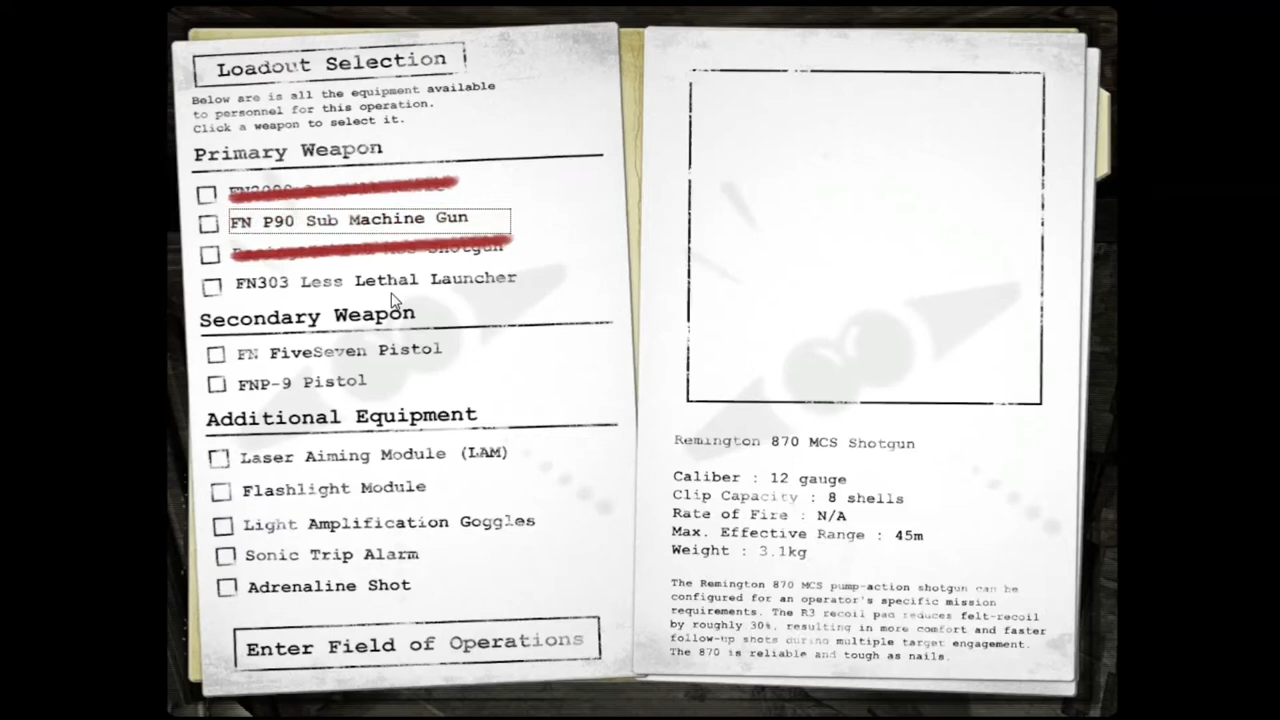 Loadout Selection
Below are is all the equipment available
to personnel for this operation.
Click a weapon to select it.
Primary Weapon
FN P90 Sub Machine Gun
MCS Shotgun
FN303 Less Lethal Launcher
Secondary Weapon
FN FiveSeven Pistol
FNP-9 Pistol
Additional Equipment
Laser Aiming Module (LAM)
Flashlight Module
Light Amplification Goggles
Sonic Trip Alarm
Adrenaline Shot
Enter Field of Operations
Remington 870 MCS Shotgun
Caliber : 12 gauge
Clip Capacity : 8 shells
Rate of Fire : N/A
Max. Effective Range : 45m
Weight : 3.1kg
The Remington 870 MCS pump-action shotgun can be
configured for an operator's specific mission
requirements. The R3 recoil pad reduces felt-recoil
by roughly 30%, resulting in more comfort and faster
follow-up shots during multiple target engagement.
The 870 is reliable and tough as nails.